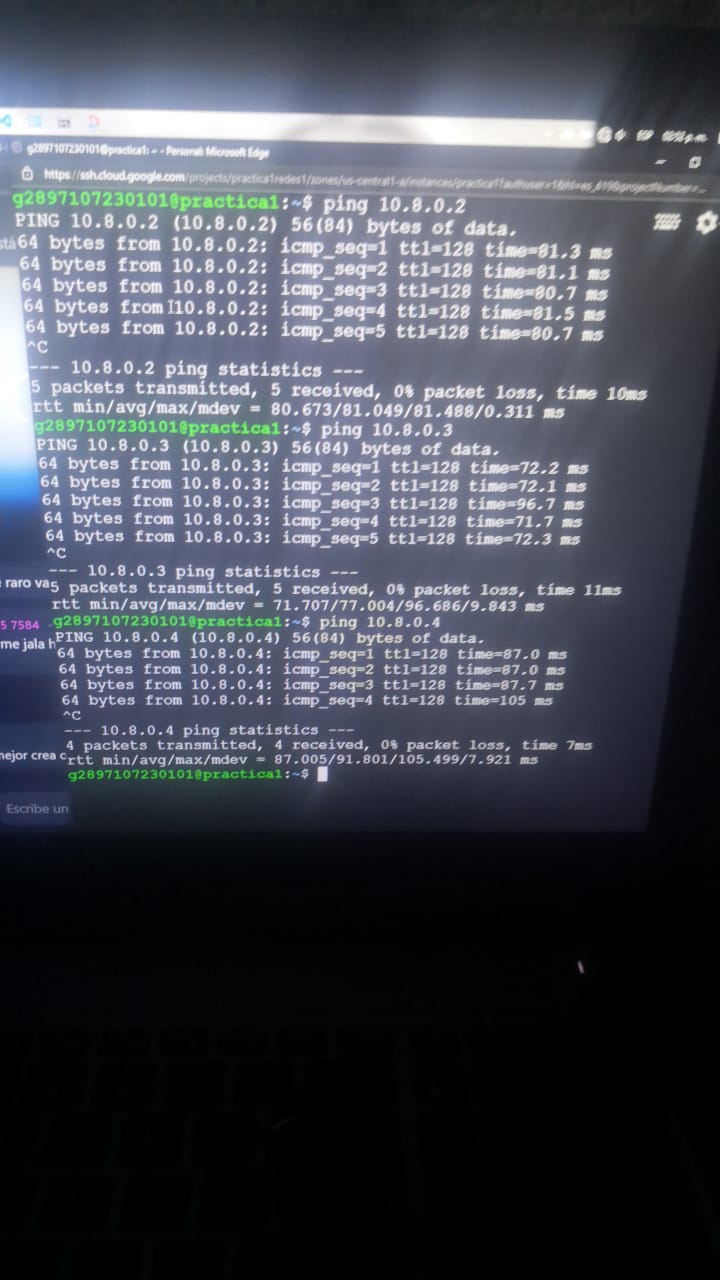 g2897107230101@practica1: ~ - Personal: Microsoft Edge
https://ssh.cloud.google.com/projects/practica1redes1/zones/us-central1-a/instances/practica1?authuser=
g2897107230101@practica1:~$ ping 10.8.0.2
PING 10.8.0.2 (10.8.0.2) 56(84) bytes of data.
stá
64 bytes from 10.8.0.2: icmp_seq=1 ttl=128 time=81.3 ms
64 bytes from 10.8.0.2: icmp_seq=2 ttl=128 time=81.1 ms
64 bytes from 10.8.0.2: icmp_seq=3 ttl=128 time=80.7 ms
64 bytes from 10.8.0.2: icmp_seq=4 ttl=128 time=81.5 ms
64 bytes from 10.8.0.2: icmp_seq=5 ttl=128 time=80.7 ms
^C
--- 10.8.0.2 ping statistics ---
5 packets transmitted, 5 received, 0% packet loss, time 10ms
rtt min/avg/max/mdev = 80.673/81.049/81.488/0.311 ms
g2897107230101@practica1:~$ ping 10.8.0.3
PING 10.8.0.3 (10.8.0.3) 56(84) bytes of data.
64 bytes from 10.8.0.3: icmp_seq=1 ttl=128 time=72.2 ms
64 bytes from 10.8.0.3: icmp_seq=2 ttl=128 time=72.1 ms
64 bytes from 10.8.0.3: icmp_seq=3 ttl=128 time=96.7 ms
64 bytes from 10.8.0.3: icmp_seq=4 ttl=128 time=71.7 ms
64 bytes from 10.8.0.3: icmp_seq=5 ttl=128 time=72.3 ms
^C
--- 10.8.0.3 ping statistics ---
raro va
5 packets transmitted, 5 received, 0% packet loss, time 11ms
rtt min/avg/max/mdev = 71.707/77.004/96.686/9.843 ms
5 7584
g2897107230101@practica1:~$ ping 10.8.0.4
me jala h
PING 10.8.0.4 (10.8.0.4) 56(84) bytes of data.
64 bytes from 10.8.0.4: icmp_seq=1 ttl=128 time=87.0 ms
64 bytes from 10.8.0.4: icmp_seq=2 ttl=128 time=87.0 ms
64 bytes from 10.8.0.4: icmp_seq=3 ttl=128 time=87.7 ms
64 bytes from 10.8.0.4: icmp_seq=4 ttl=128 time=105 ms
^C
--- 10.8.0.4 ping statistics ---
4 packets transmitted, 4 received, 0% packet loss, time 7ms
nejor crea c
rtt min/avg/max/mdev = 87.005/91.801/105.499/7.921 ms
g2897107230101@practica1:~$
Escribe un